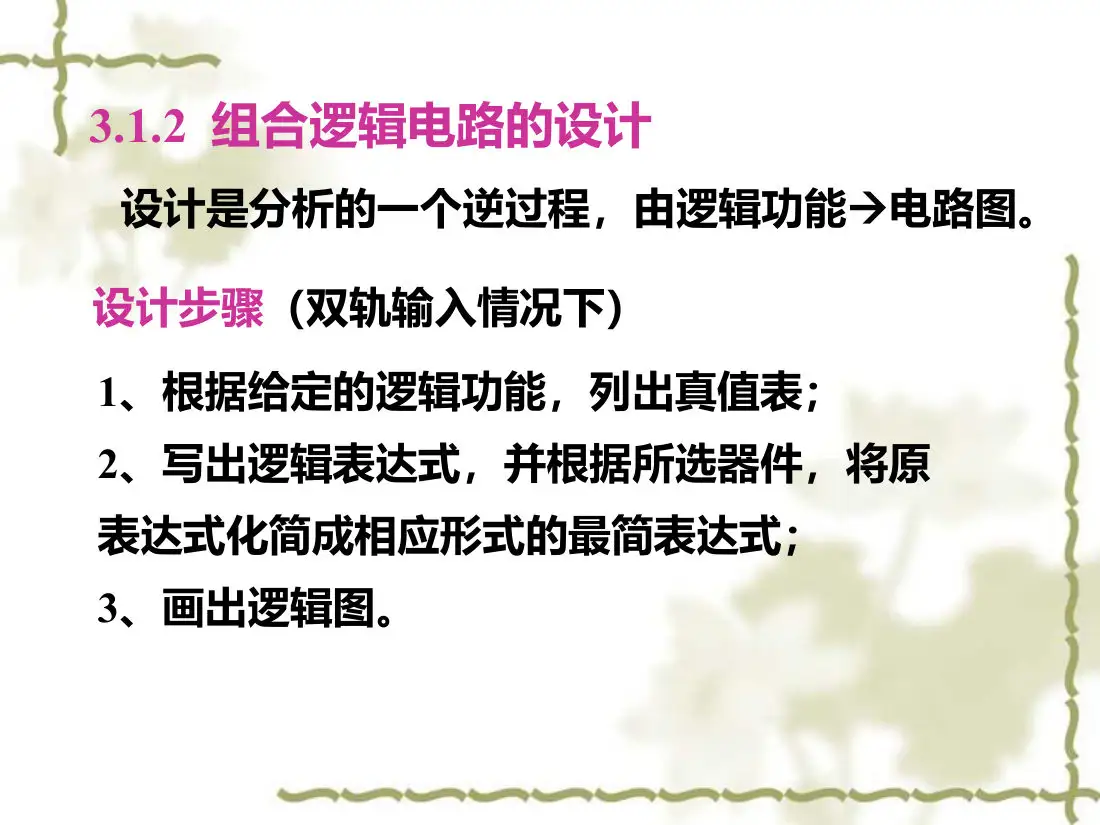 3.1.2 组合逻辑电路的设计
设计是分析的一个逆过程，由逻辑功能→电路图。
设计步骤（双轨输入情况下）
1、根据给定的逻辑功能，列出真值表；
2、写出逻辑表达式，并根据所选器件，将原
表达式化简成相应形式的最简表达式；
3、画出逻辑图。